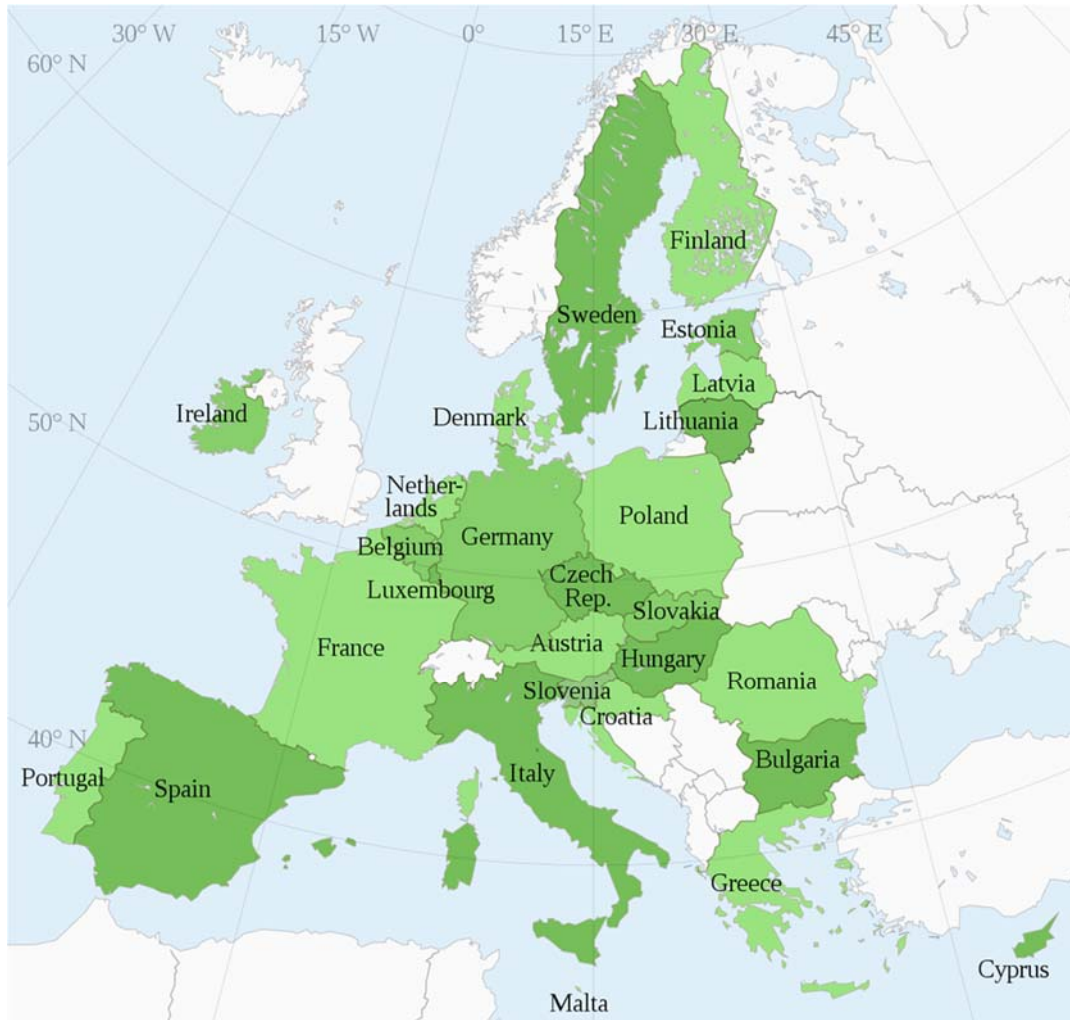 30° W
15° W
0°
15° E
30° E
45° E
60° N
Finland
Sweden
Estonia
Latvia
Ireland
Denmark
Lithuania
50° N
Nether-
lands
Poland
Germany
Belgium
Czech
Rep.
Luxembourg
Slovakia
France
Austria
Hungary
Romania
Slovenia
Croatia
40° N
Bulgaria
Portugal
Spain
Italy
Greece
Cyprus
Malta